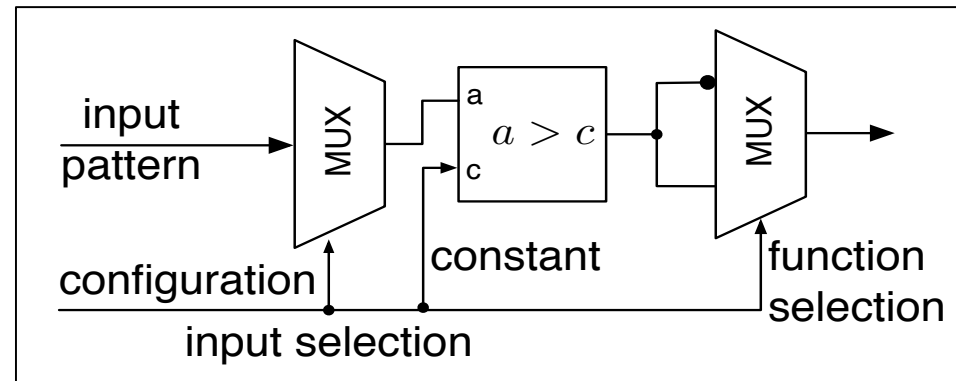 input
pattern
MUX
a
c
a > c
MUX
configuration
constant
function
selection
input selection